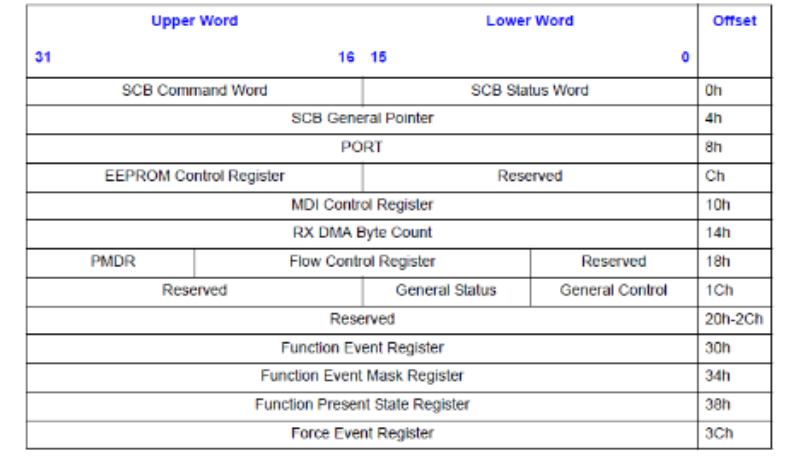 Upper Word Lower Word Offset
31 16 15 0
SCB Command Word SCB Status Word 0h
SCB General Pointer 4h
PORT 8h
EEPROM Control Register Reserved Ch
MDI Control Register 10h
RX DMA Byte Count 14h
PMDR Flow Control Register Reserved 18h
Reserved General Status General Control 1Ch
Reserved 20h-2Ch
Function Event Register 30h
Function Event Mask Register 34h
Function Present State Register 38h
Force Event Register 3Ch